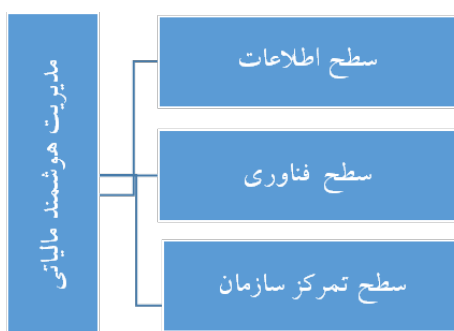 مدیریت هوشمند مالیاتی
سطح اطلاعات
سطح فناوری
سطح تمرکز سازمان